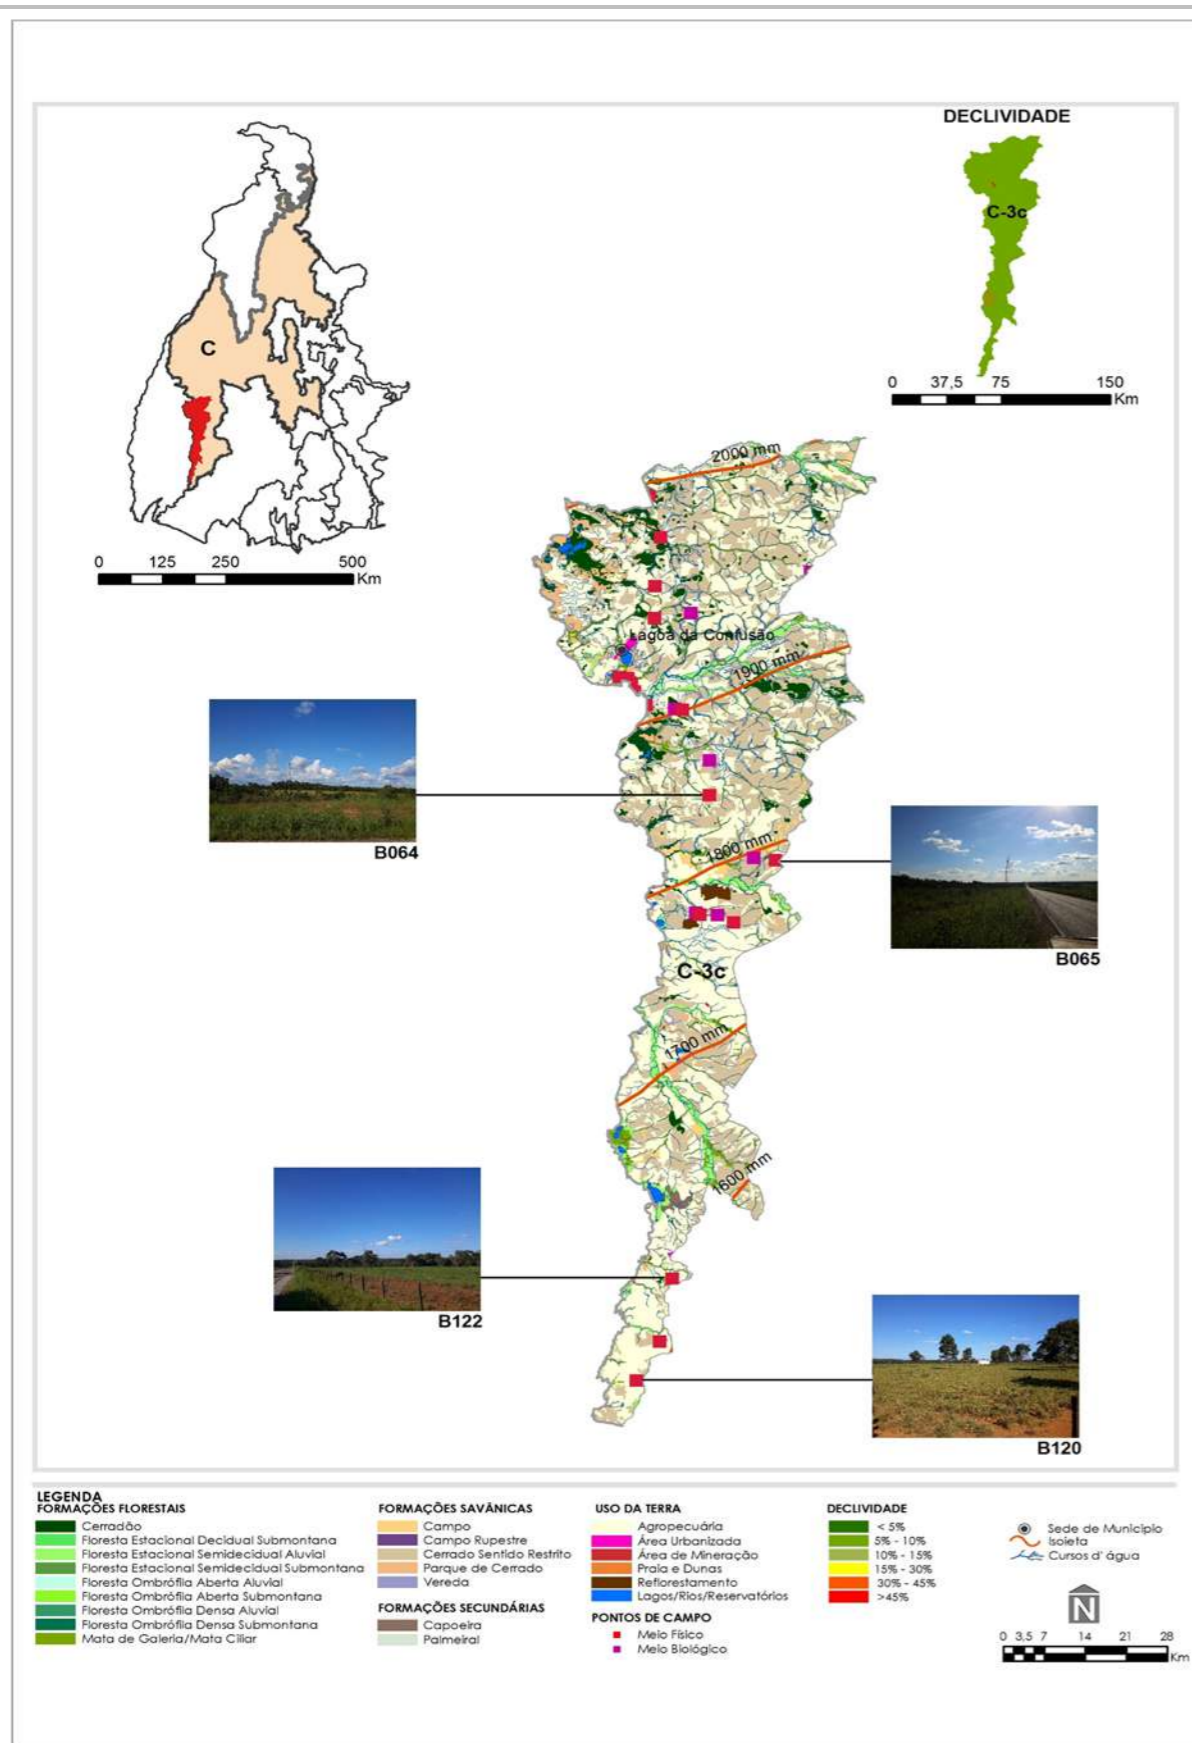 DECLIVIDADE
C-3c
0 37,5 75 150
Km
C
0 125 250 500
Km
2000 mm
Lagoa da Confusão
1900 mm
B064
1800 mm
B065
C-3c
1700 mm
1600 mm
B122
B120
LEGENDA
FORMAÇÕES FLORESTAIS
Cerradão
Floresta Estacional Decidual Submontana
Floresta Estacional Semidecidual Aluvial
Floresta Estacional Semidecidual Submontana
Floresta Ombrófila Aberta Aluvial
Floresta Ombrófila Aberta Submontana
Floresta Ombrófila Densa Aluvial
Floresta Ombrófila Densa Submontana
Mata de Galeria/Mata Ciliar
FORMAÇÕES SAVÂNICAS
Campo
Campo Rupestre
Cerrado Sentido Restrito
Parque de Cerrado
Vereda
FORMAÇÕES SECUNDÁRIAS
Capoeira
Palmeiral
USO DA TERRA
Agropecuária
Área Urbanizada
Área de Mineração
Praia e Dunas
Reflorestamento
Lagos/Rios/Reservatórios
PONTOS DE CAMPO
Meio Físico
Meio Biológico
DECLIVIDADE
< 5%
5% - 10%
10% - 15%
15% - 30%
30% - 45%
>45%
Sede de Município
Isoieta
Cursos d' água
N
0 3,5 7 14 21 28
Km